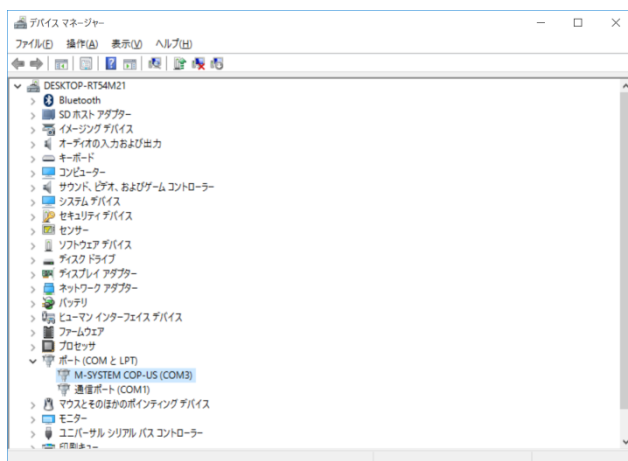 デバイス マネージャー
ファイル(F) 操作(A) 表示(V) ヘルプ(H)
DESKTOP-RT54M21
Bluetooth
SD ホスト アダプター
イメージング デバイス
オーディオの入力および出力
キーボード
コンピューター
サウンド、ビデオ、およびゲーム コントローラー
システム デバイス
セキュリティ デバイス
センサー
ソフトウェア デバイス
ディスク ドライブ
ディスプレイ アダプター
ネットワーク アダプター
バッテリ
ヒューマン インターフェイス デバイス
ファームウェア
プロセッサ
ポート (COM と LPT)
M-SYSTEM COP-US (COM3)
通信ポート (COM1)
マウスとそのほかのポインティング デバイス
モニター
ユニバーサル シリアル バス コントローラー
印刷キュー